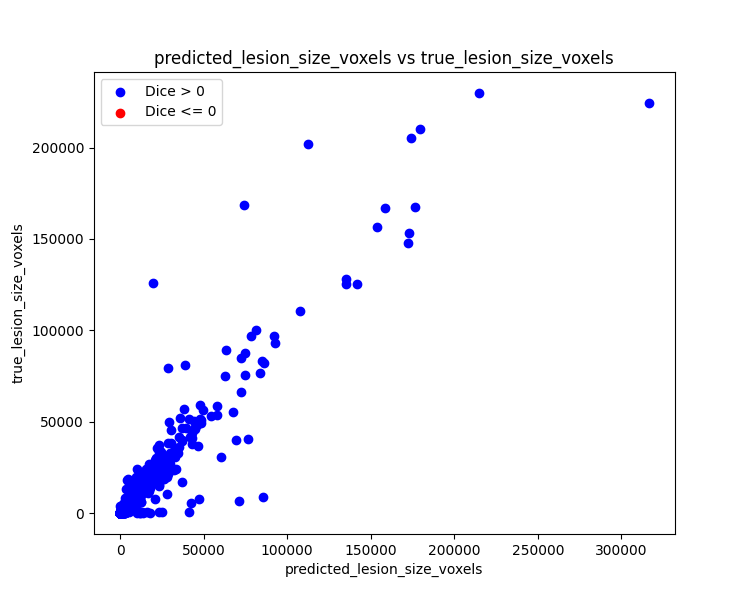 predicted_lesion_size_voxels vs true_lesion_size_voxels
Dice > 0
Dice <= 0
200000
150000
100000
50000
0
true_lesion_size_voxels
0 50000 100000 150000 200000 250000 300000
predicted_lesion_size_voxels